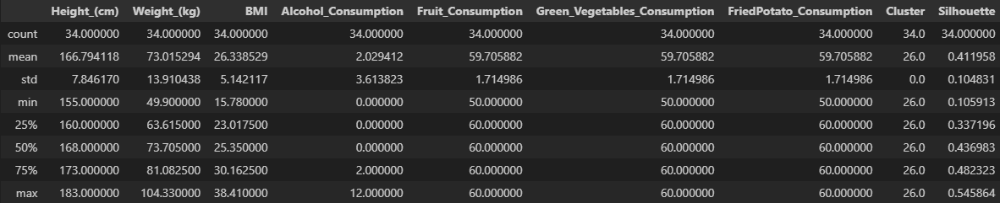 Height_(cm) Weight_(kg) BMI Alcohol_Consumption Fruit_Consumption Green_Vegetables_Consumption FriedPotato_Consumption Cluster Silhouette
count 34.000000 34.000000 34.000000 34.000000 34.000000 34.000000 34.000000 34.0 34.000000
mean 166.794118 73.015294 26.338529 2.029412 59.705882 59.705882 59.705882 26.0 0.411958
std 7.846170 13.910438 5.142117 3.613823 1.714986 1.714986 1.714986 0.0 0.104831
min 155.000000 49.900000 15.780000 0.000000 50.000000 50.000000 50.000000 26.0 0.105913
25% 160.000000 63.615000 23.017500 0.000000 60.000000 60.000000 60.000000 26.0 0.337196
50% 168.000000 73.705000 25.350000 0.000000 60.000000 60.000000 60.000000 26.0 0.436983
75% 173.000000 81.082500 30.162500 2.000000 60.000000 60.000000 60.000000 26.0 0.482323
max 183.000000 104.330000 38.410000 12.000000 60.000000 60.000000 60.000000 26.0 0.545864